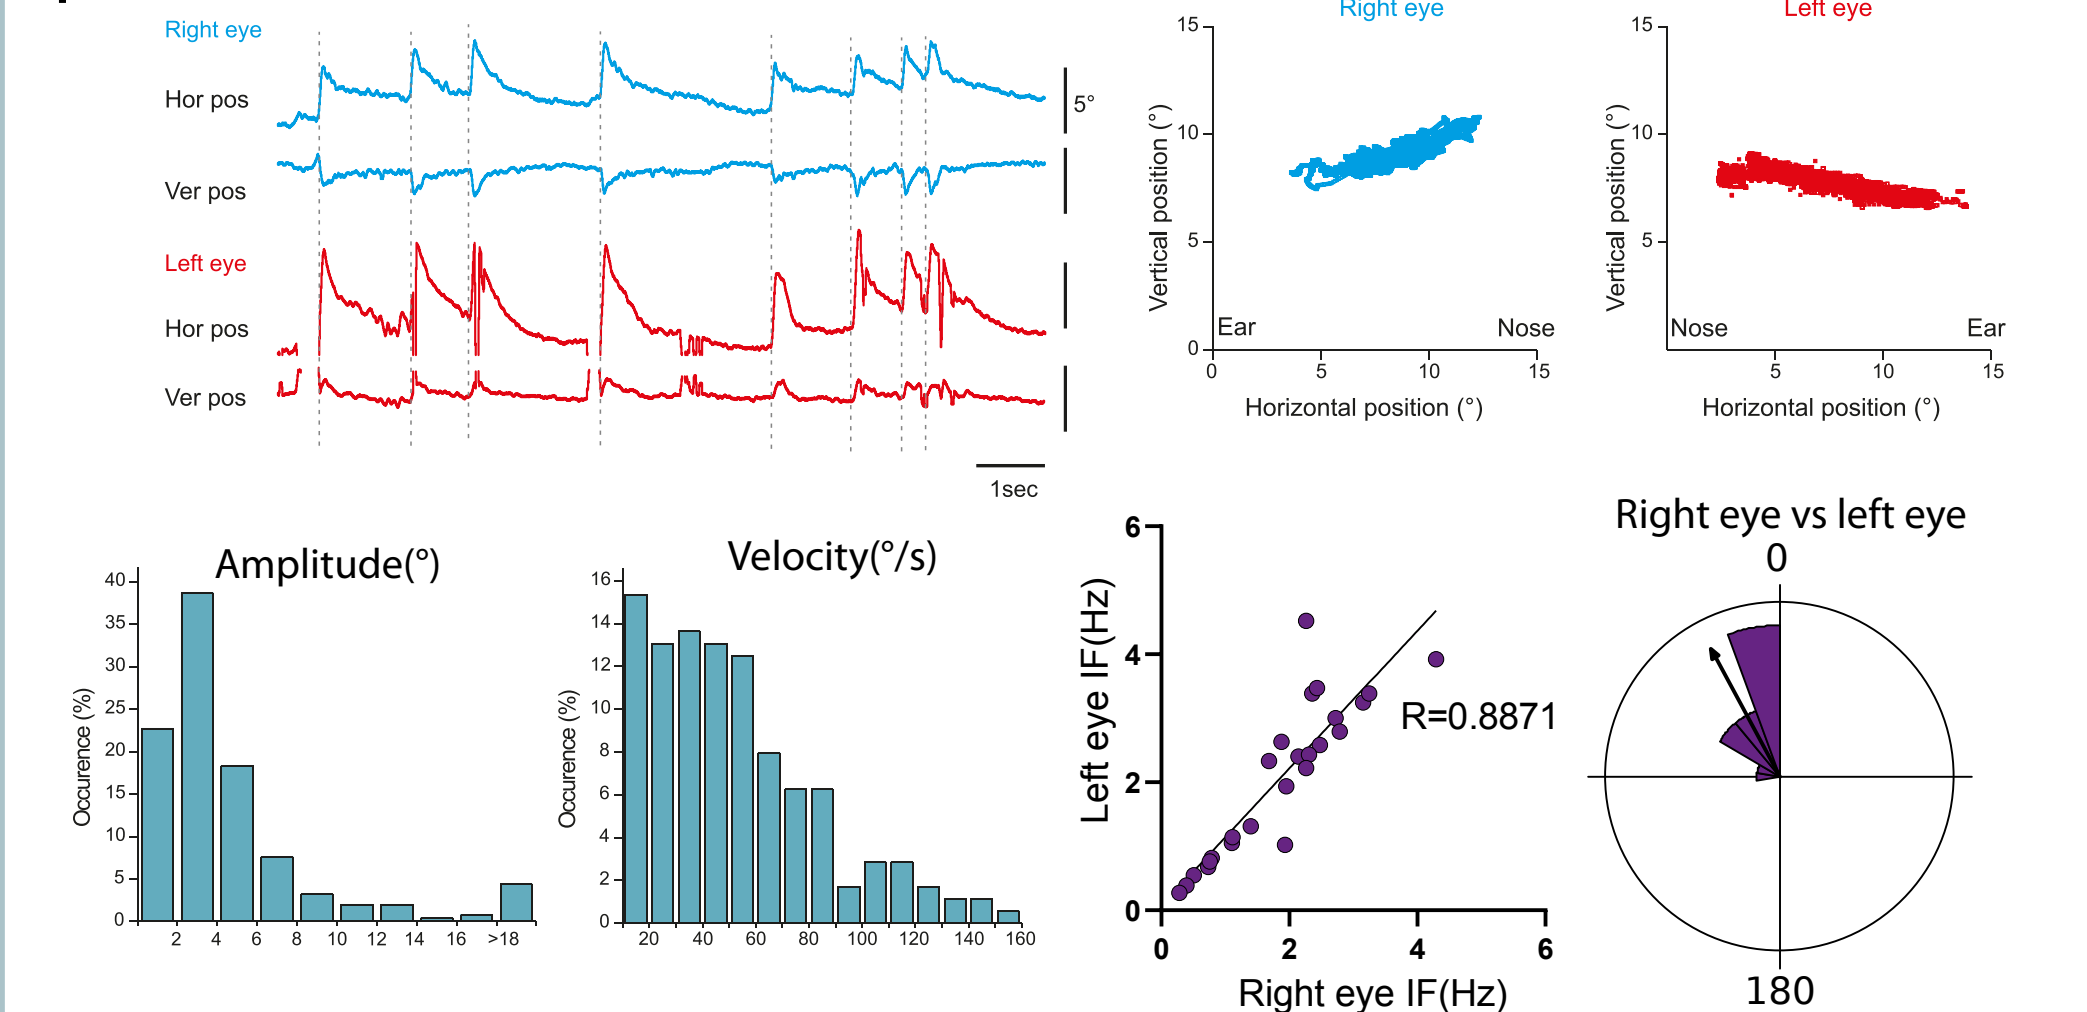 Right eye
Hor pos
Ver pos
Left eye
Hor pos
Ver pos
5°
1sec
Right eye
15
10
5
0
Vertical position (°)
Ear
Nose
0
5
10
15
Horizontal position (°)
Left eye
15
10
5
Vertical position (°)
Nose
Ear
5
10
15
Horizontal position (°)
Amplitude(°)
40
35
30
25
20
15
10
5
0
Occurence (%)
2
4
6
8
10
12
14
16
>18
Velocity(°/s)
16
14
12
10
8
6
4
2
0
Occurence (%)
20
40
60
80
100
120
140
160
6
4
2
0
Left eye IF(Hz)
R=0.8871
0
2
4
6
Right eye IF(Hz)
Right eye vs left eye
0
180